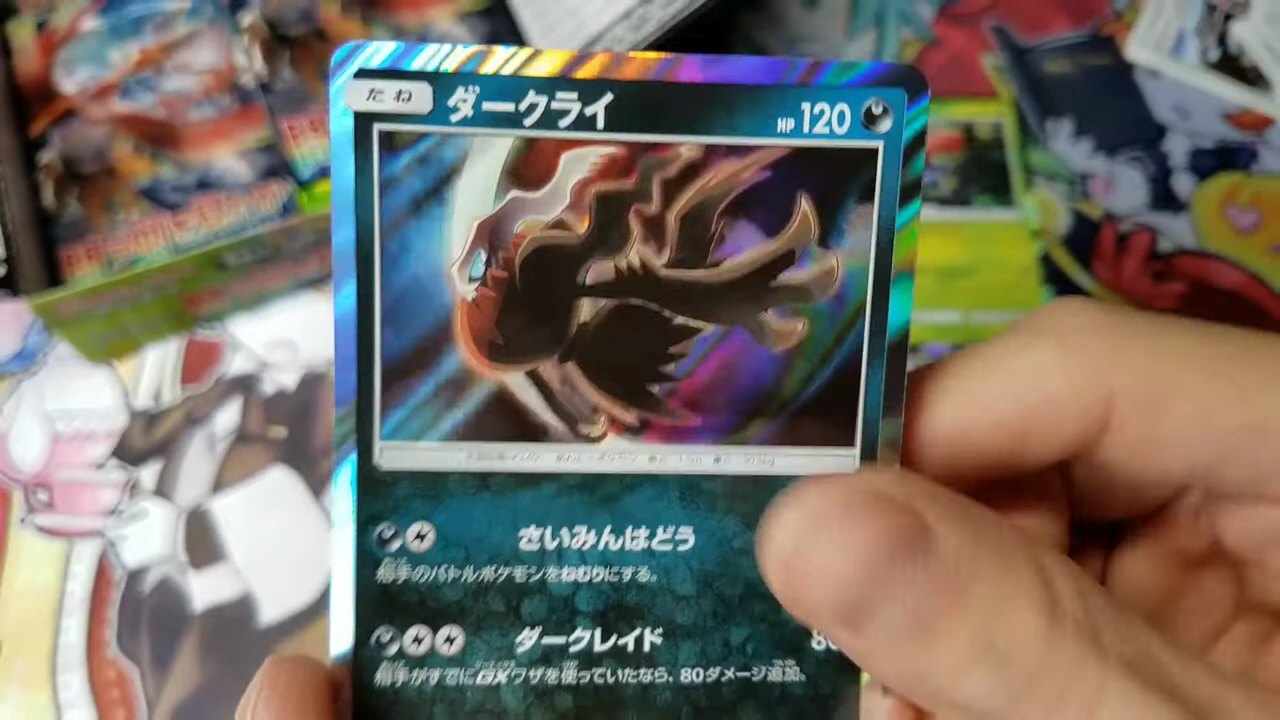 たね ダークライ HP 120
さいみんはどう
相手のバトルポケモンをねむりにする。
ダークレイド 80
相手がすでにGXワザを使っていたなら、80ダメージ追加。